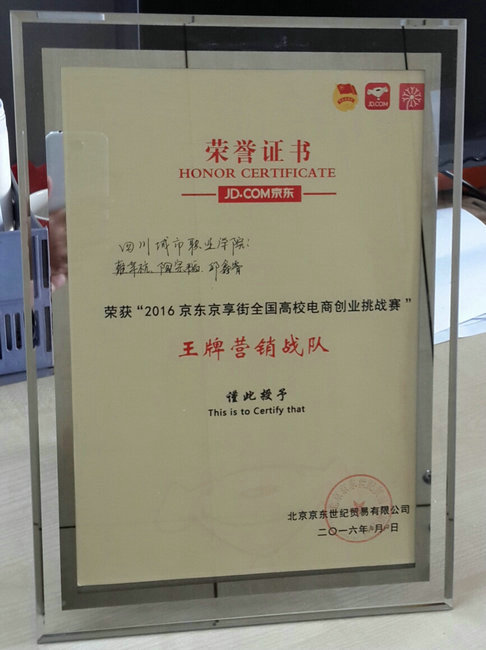 JD.COM
荣誉证书
HONOR CERTIFICATE
JD.COM京东
四川城市职业学院:
荣获“2016京东京享街全国高校电商创业挑战赛”
王牌营销战队
谨此授予
This is to Certify that
北京京东世纪贸易有限公司
二〇一六年九月 日